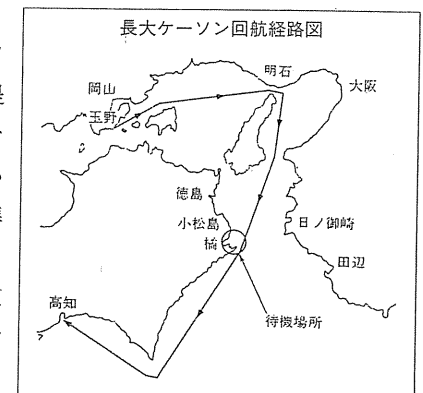 長大ケーソン回航経路図
明石
岡山
大阪
玉野
徳島
小松島
橘
日ノ御崎
田辺
高知
待機場所